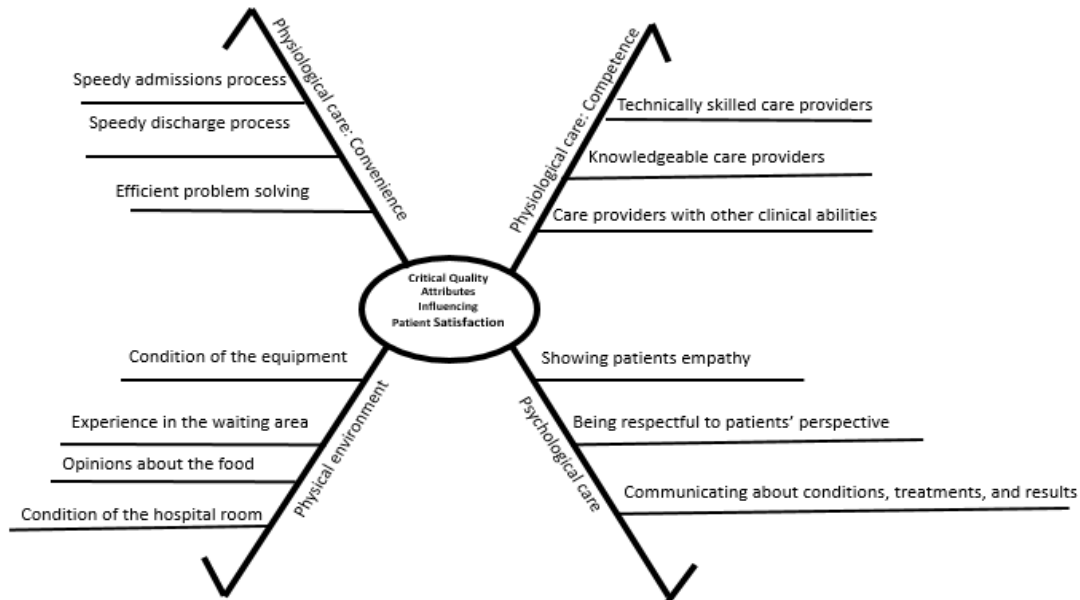 Physiological care: Convenience
Speedy admissions process
Speedy discharge process
Efficient problem solving
Physiological care: Competence
Technically skilled care providers
Knowledgeable care providers
Care providers with other clinical abilities
Critical Quality
Attributes
Influencing
Patient Satisfaction
Condition of the equipment
Experience in the waiting area
Opinions about the food
Condition of the hospital room
Physical environment
Showing patients empathy
Being respectful to patients’ perspective
Communicating about conditions, treatments, and results
Psychological care